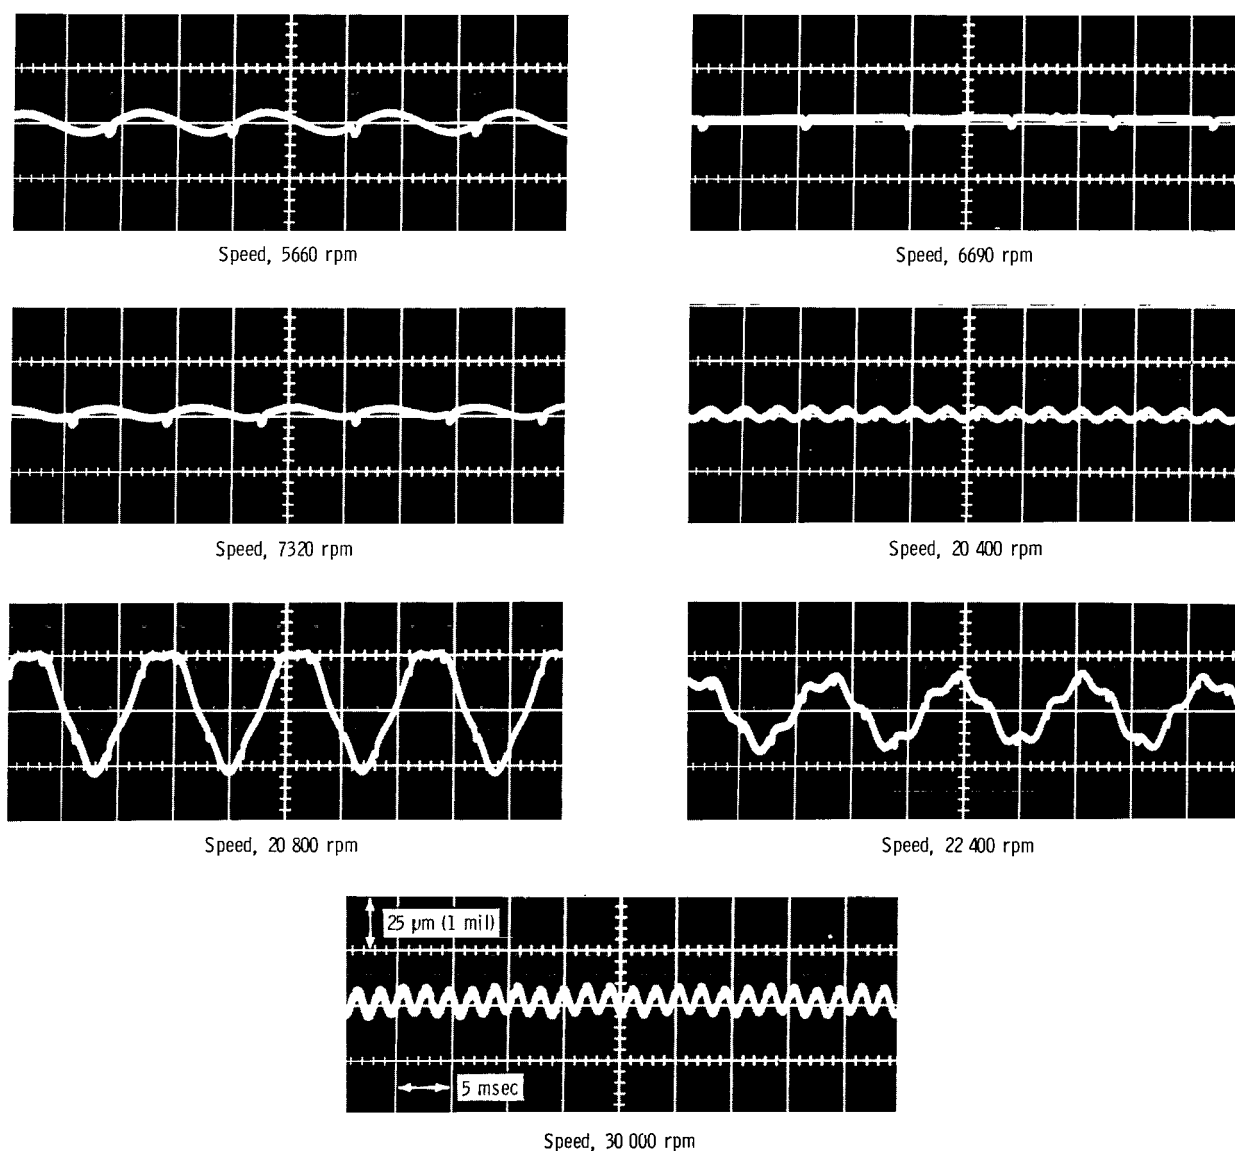 Speed, 5660 rpm
Speed, 6690 rpm
Speed, 7320 rpm
Speed, 20 400 rpm
Speed, 20 800 rpm
Speed, 22 400 rpm
25 μm (1 mil)
5 msec
Speed, 30 000 rpm